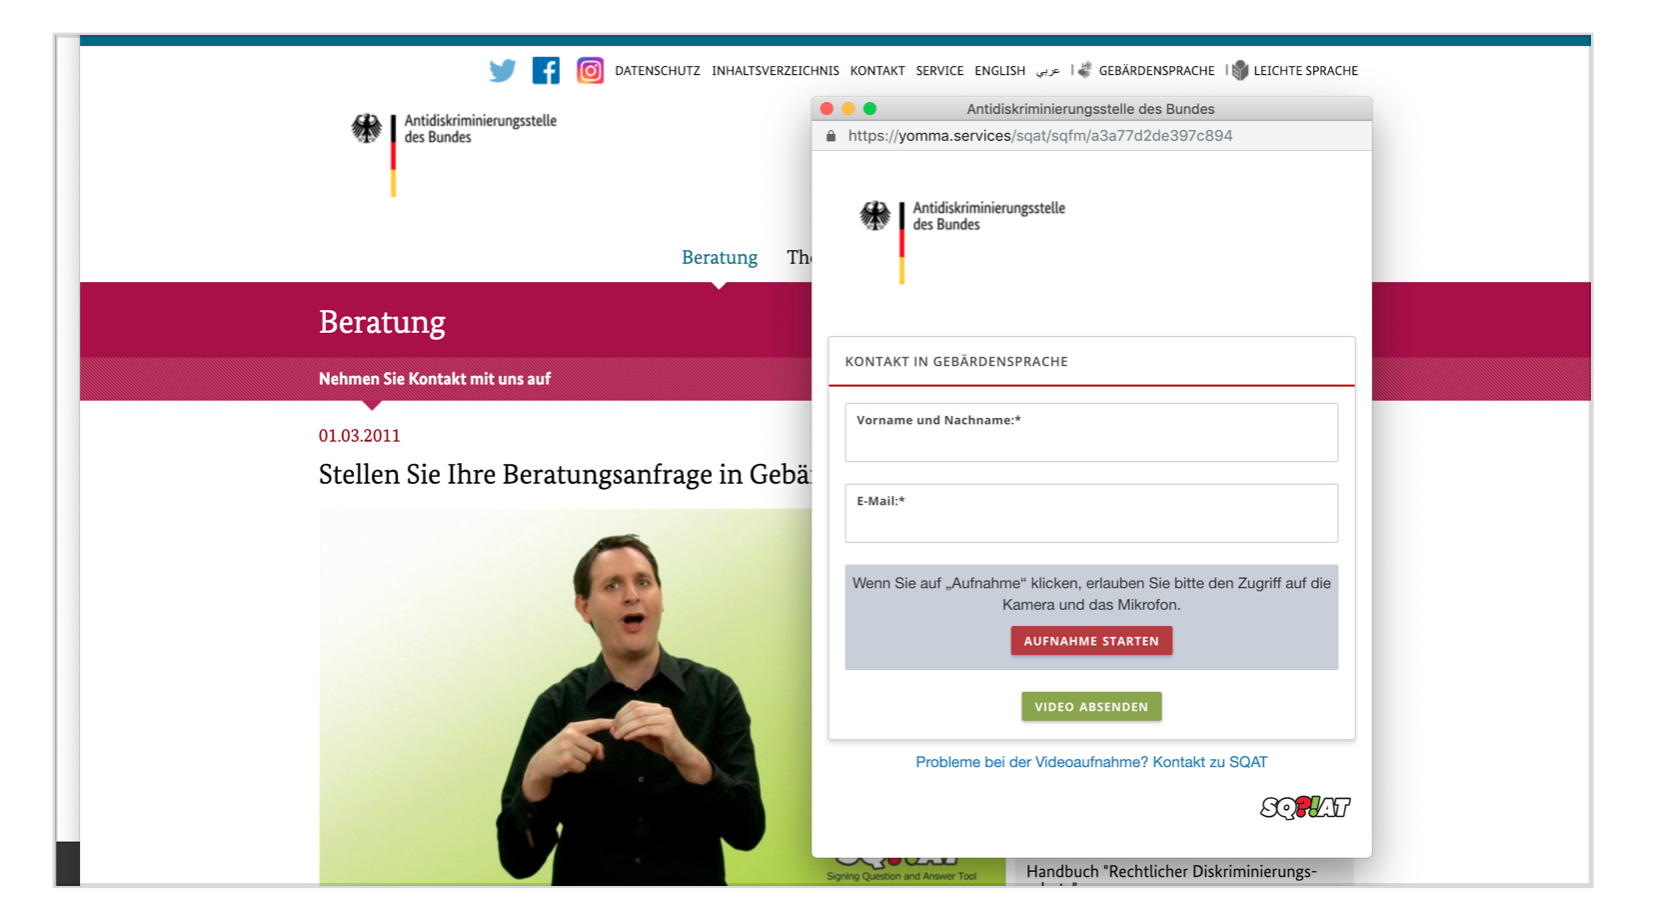 DATENSCHUTZ INHALTSVERZEICHNIS KONTAKT SERVICE ENGLISH عربي | GEBÄRDENSPRACHE | LEICHTE SPRACHE
Antidiskriminierungsstelle
des Bundes
Beratung
Beratung
Nehmen Sie Kontakt mit uns auf
01.03.2011
Stellen Sie Ihre Beratungsanfrage in
Signing Question and Answer Tool
Handbuch "Rechtlicher Diskriminierungs-
Antidiskriminierungsstelle des Bundes
https://yomma.services/sqat/sqfm/a3a77d2de397c894
Antidiskriminierungsstelle
des Bundes
KONTAKT IN GEBÄRDENSPRACHE
Vorname und Nachname:*
E-Mail:*
Wenn Sie auf „Aufnahme“ klicken, erlauben Sie bitte den Zugriff auf die
Kamera und das Mikrofon.
AUFNAHME STARTEN
VIDEO ABSENDEN
Probleme bei der Videoaufnahme? Kontakt zu SQAT
SQ?!AT